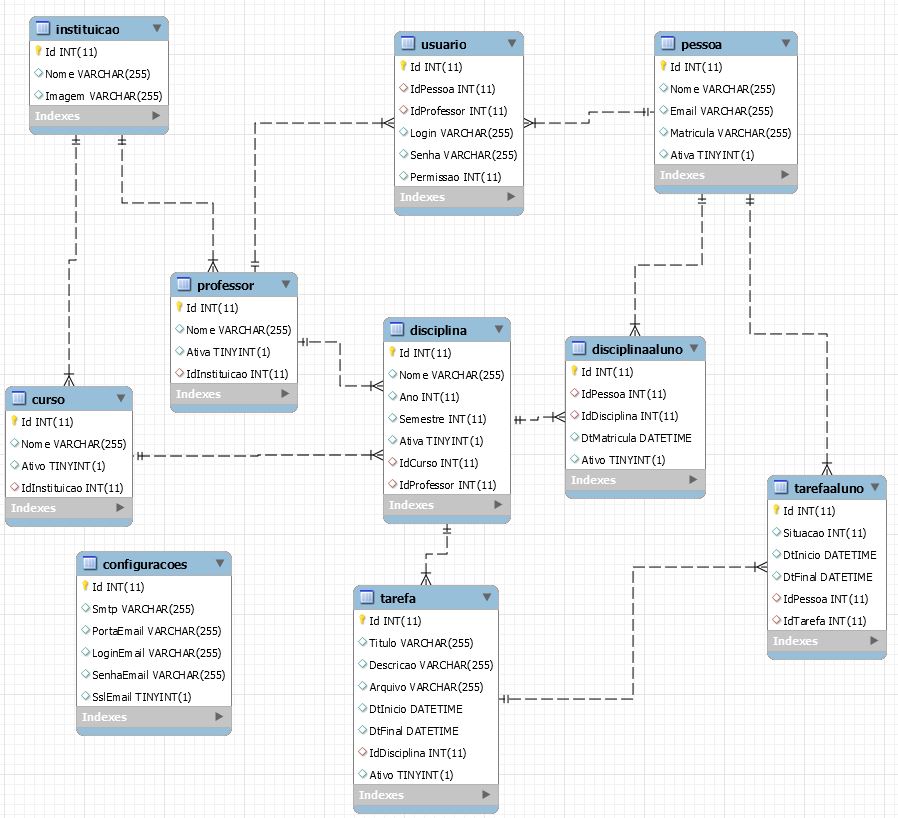 instituicao
Id INT(11)
Nome VARCHAR(255)
Imagem VARCHAR(255)
Indexes
usuario
Id INT(11)
IdPessoa INT(11)
IdProfessor INT(11)
Login VARCHAR(255)
Senha VARCHAR(255)
Permissao INT(11)
Indexes
pessoa
Id INT(11)
Nome VARCHAR(255)
Email VARCHAR(255)
Matricula VARCHAR(255)
Ativa TINYINT(1)
Indexes
professor
Id INT(11)
Nome VARCHAR(255)
Ativa TINYINT(1)
IdInstituicao INT(11)
Indexes
disciplina
Id INT(11)
Nome VARCHAR(255)
Ano INT(11)
Semestre INT(11)
Ativa TINYINT(1)
IdCurso INT(11)
IdProfessor INT(11)
Indexes
disciplinaaluno
Id INT(11)
IdPessoa INT(11)
IdDisciplina INT(11)
DtMatricula DATETIME
Ativo TINYINT(1)
Indexes
curso
Id INT(11)
Nome VARCHAR(255)
Ativo TINYINT(1)
IdInstituicao INT(11)
Indexes
tarefaaluno
Id INT(11)
Situacao INT(11)
DtInicio DATETIME
DtFinal DATETIME
IdPessoa INT(11)
IdTarefa INT(11)
Indexes
configuracoes
Id INT(11)
Smtp VARCHAR(255)
PortaEmail VARCHAR(255)
LoginEmail VARCHAR(255)
SenhaEmail VARCHAR(255)
SslEmail TINYINT(1)
Indexes
tarefa
Id INT(11)
Titulo VARCHAR(255)
Descricao VARCHAR(255)
Arquivo VARCHAR(255)
DtInicio DATETIME
DtFinal DATETIME
IdDisciplina INT(11)
Ativo TINYINT(1)
Indexes